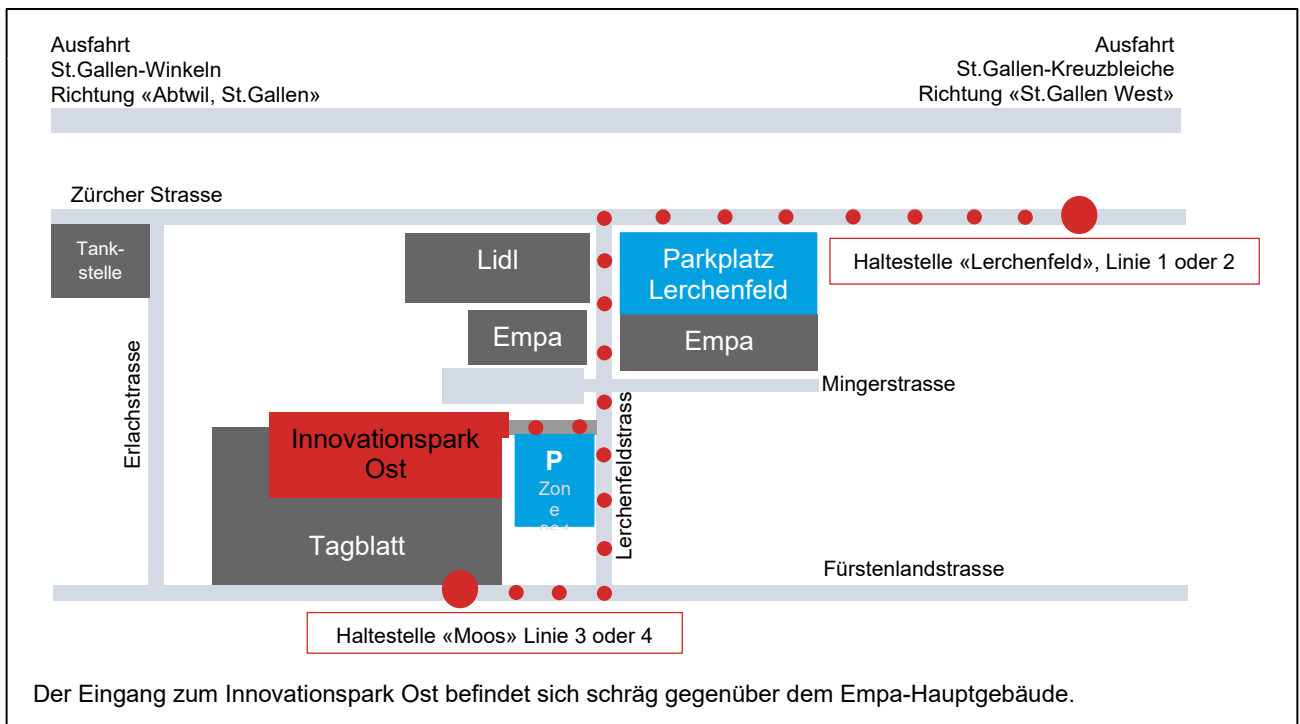 Ausfahrt
St.Gallen-Winkeln
Richtung «Abtwil, St.Gallen»
Ausfahrt
St.Gallen-Kreuzbleiche
Richtung «St.Gallen West»
Zürcher Strasse
Tank-
stelle
Lidl
Parkplatz
Lerchenfeld
Haltestelle «Lerchenfeld», Linie 1 oder 2
Empa
Empa
Mingerstrasse
Erlachstrasse
Lerchenfeldstrass
Innovationspark
Ost
P
Zon
e
Tagblatt
Fürstenlandstrasse
Haltestelle «Moos» Linie 3 oder 4
Der Eingang zum Innovationspark Ost befindet sich schräg gegenüber dem Empa-Hauptgebäude.